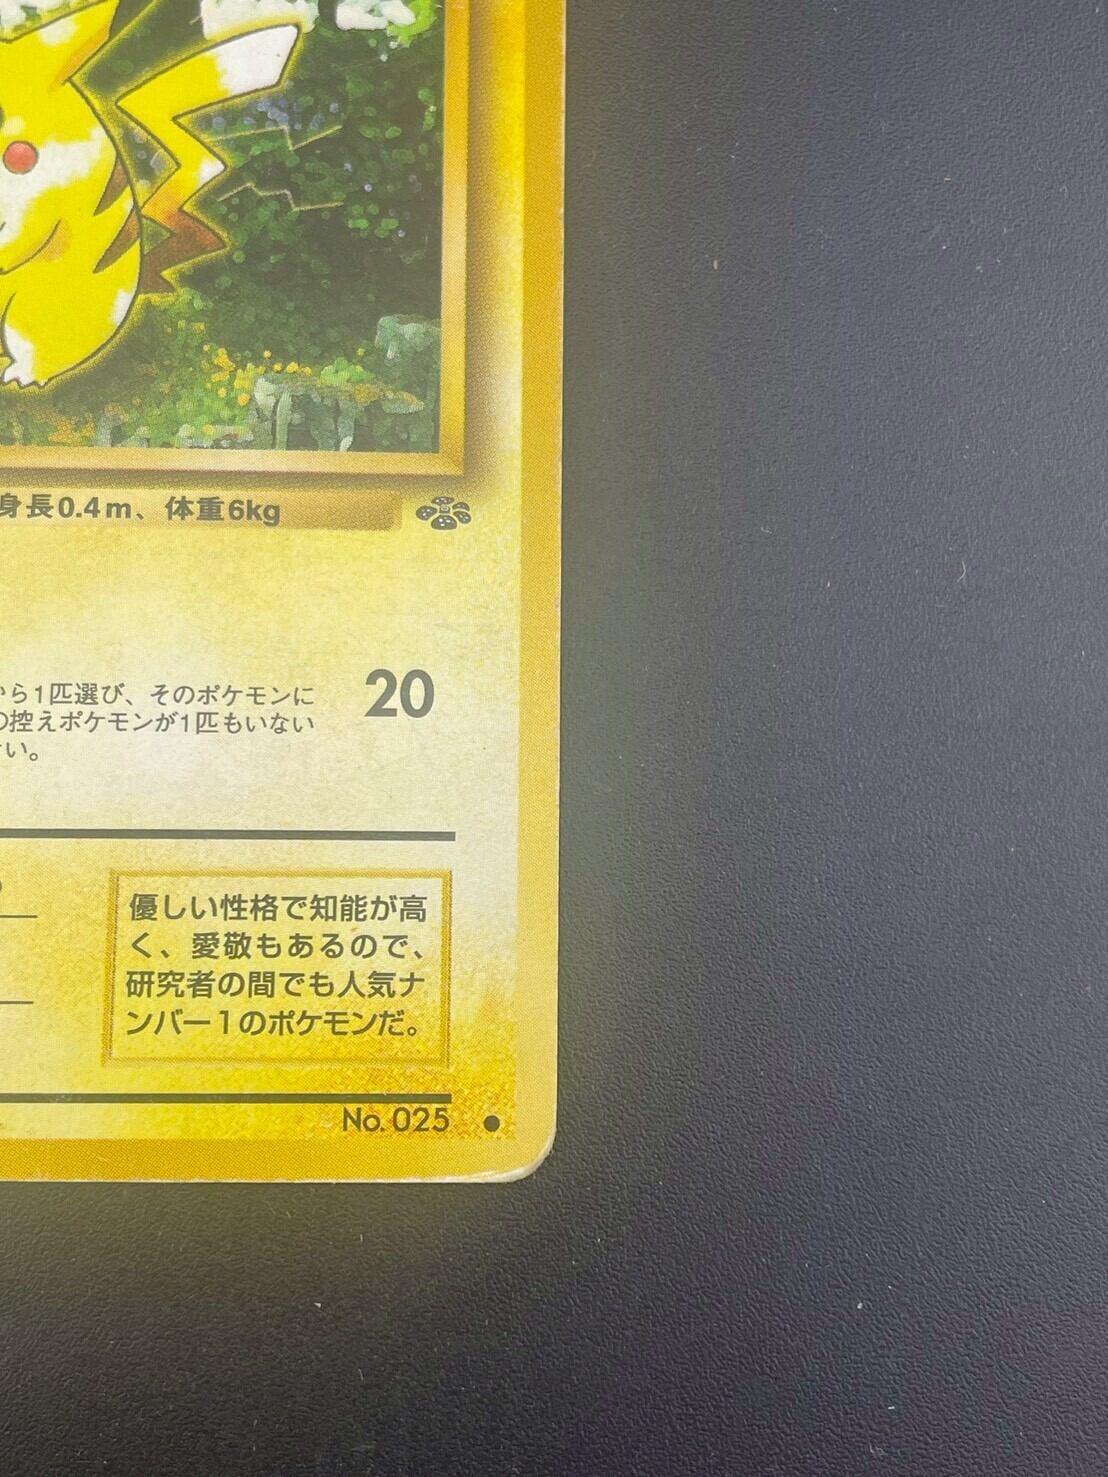 身長0.4m、体重6kg
ら1匹選び、そのポケモンに
控えポケモンが1匹もいない
い。
20
優しい性格で知能が高
く、愛敬もあるので、
研究者の間でも人気ナ
ンバー1のポケモンだ。
No. 025 ●